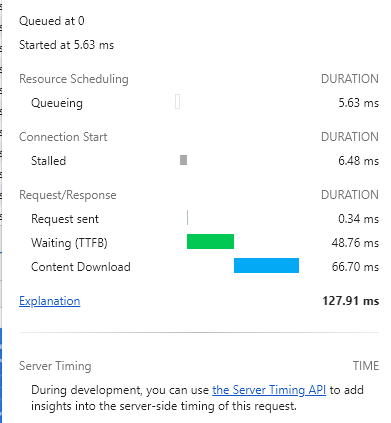 Queued at 0
Started at 5.63 ms
Resource Scheduling DURATION
Queueing 5.63 ms
Connection Start DURATION
Stalled 6.48 ms
Request/Response DURATION
Request sent 0.34 ms
Waiting (TTFB) 48.76 ms
Content Download 66.70 ms
Explanation 127.91 ms
Server Timing TIME
During development, you can use the Server Timing API to add
insights into the server-side timing of this request.